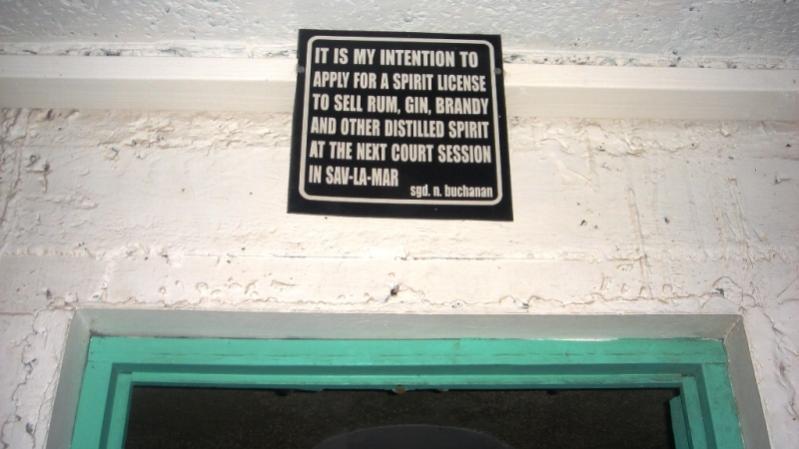 IT IS MY INTENTION TO
APPLY FOR A SPIRIT LICENSE
TO SELL RUM, GIN, BRANDY
AND OTHER DISTILLED SPIRIT
AT THE NEXT COURT SESSION
IN SAV-LA-MAR
sgd. n. buchanan